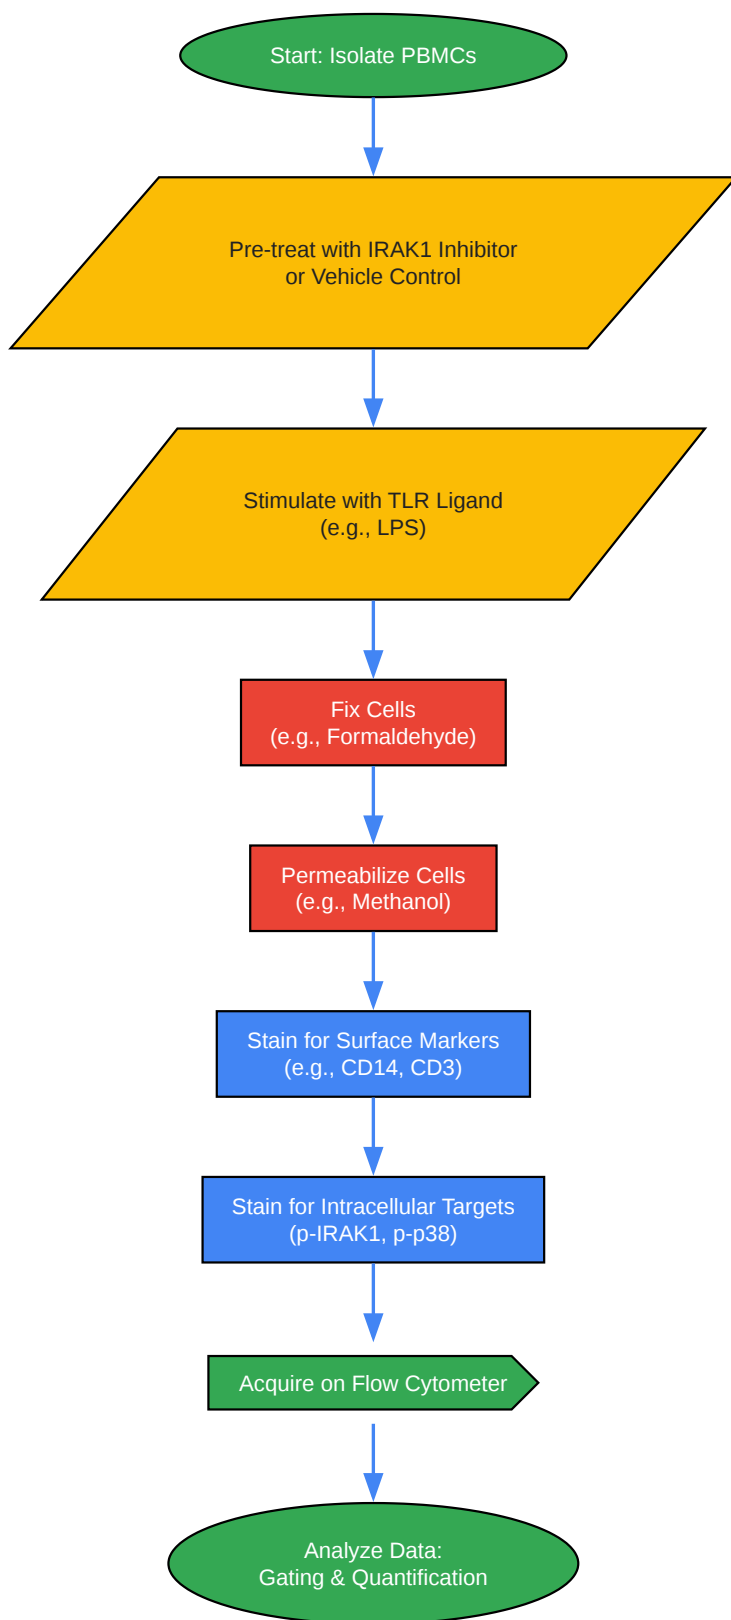 Start: Isolate PBMCs
Pre-treat with IRAK1 Inhibitor
or Vehicle Control
Stimulate with TLR Ligand
(e.g., LPS)
Fix Cells
(e.g., Formaldehyde)
Permeabilize Cells
(e.g., Methanol)
Stain for Surface Markers
(e.g., CD14, CD3)
Stain for Intracellular Targets
(p-IRAK1, p-p38)
Acquire on Flow Cytometer
Analyze Data:
Gating & Quantification